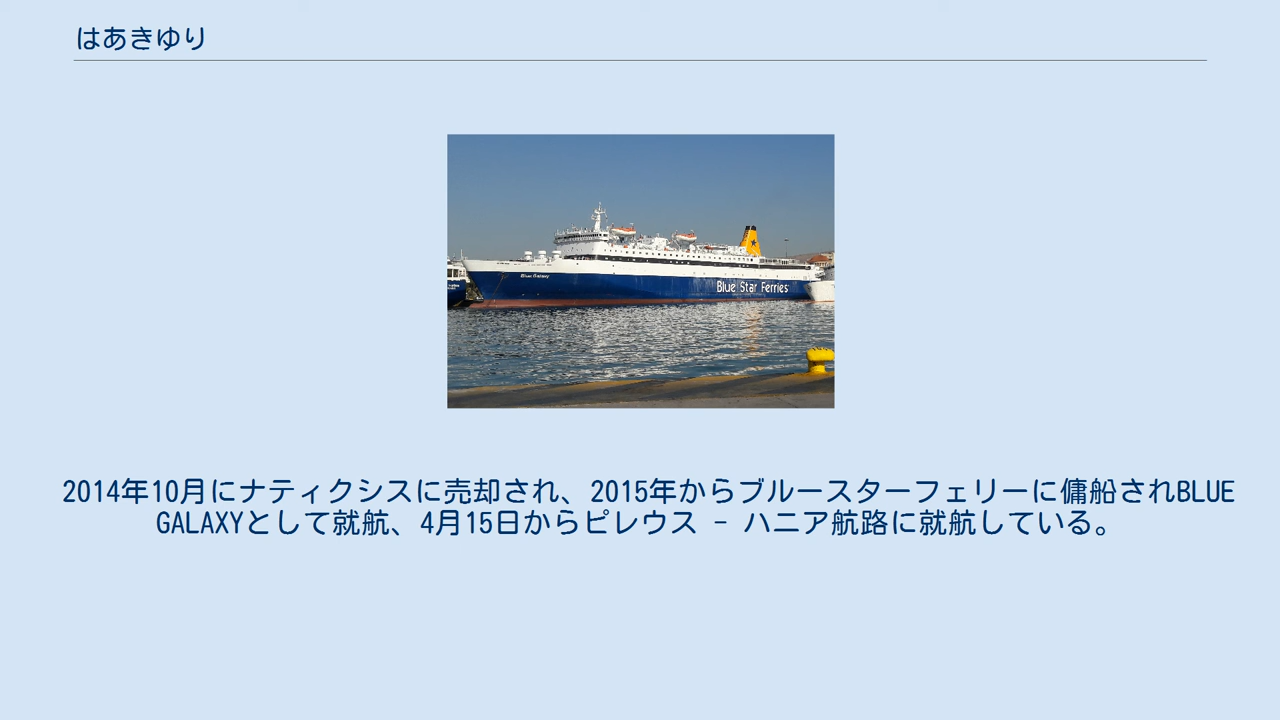 はあきゆり
Blue Galaxy
Blue Star Ferries
2014年10月にナティクシスに売却され、2015年からブルースターフェリーに傭船されBLUE
GALAXYとして就航、4月15日からピレウス - ハニア航路に就航している。